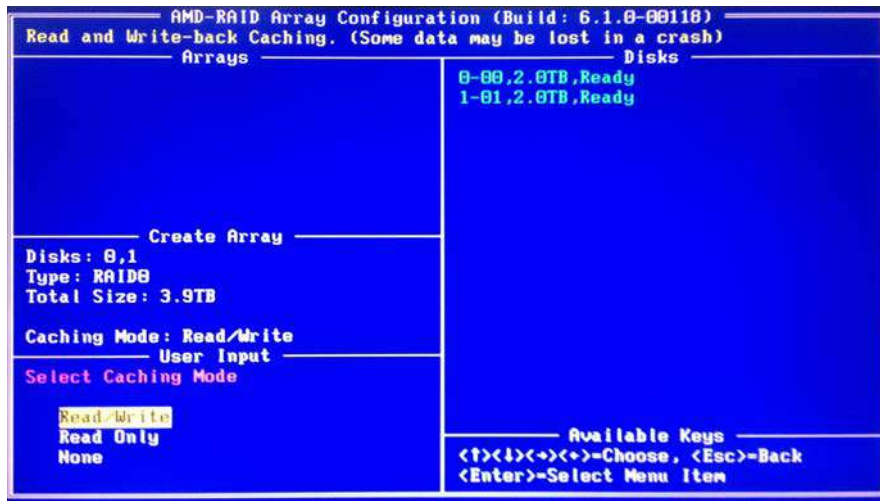 AMD-RAID Array Configuration (Build: 6.1.0-00118)
Read and Write-back Caching. (Some data may be lost in a crash)
Arrays
Disks
0-00,2.0TB,Ready
1-01,2.0TB,Ready
Create Array
Disks: 0,1
Type: RAID0
Total Size: 3.9TB
Caching Mode: Read/Write
User Input
Select Caching Mode
Read/Write
Read Only
None
Available Keys
<↑><↓><→><←>=Choose, <Esc>=Back
<Enter>=Select Menu Item